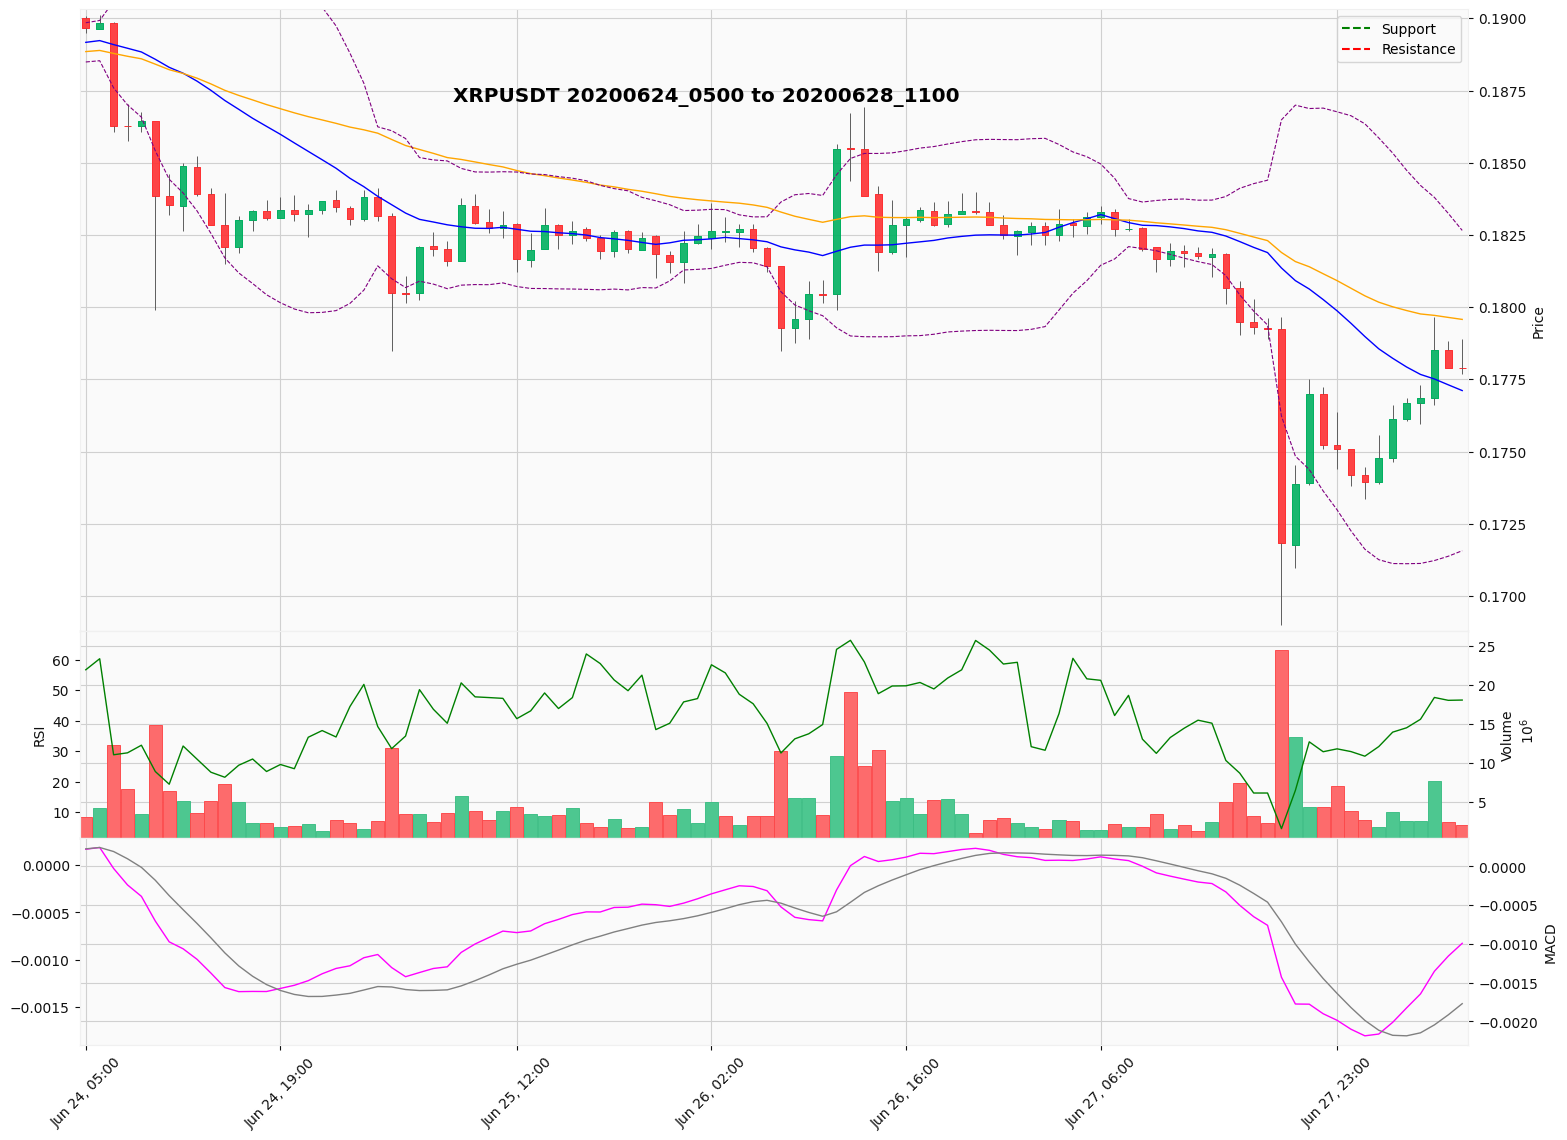 XRPUSDT 20200624_0500 to 20200628_1100
Support
Resistance
0.1900
0.1875
0.1850
0.1825
0.1800
0.1775
0.1750
0.1725
0.1700
Price
60
50
40
30
20
10
RSI
25
20
15
10
5
Volume
10^6
0.0000
−0.0005
−0.0010
−0.0015
0.0000
−0.0005
−0.0010
−0.0015
−0.0020
MACD
Jun 24, 05:00
Jun 24, 19:00
Jun 25, 12:00
Jun 26, 02:00
Jun 26, 16:00
Jun 27, 06:00
Jun 27, 23:00